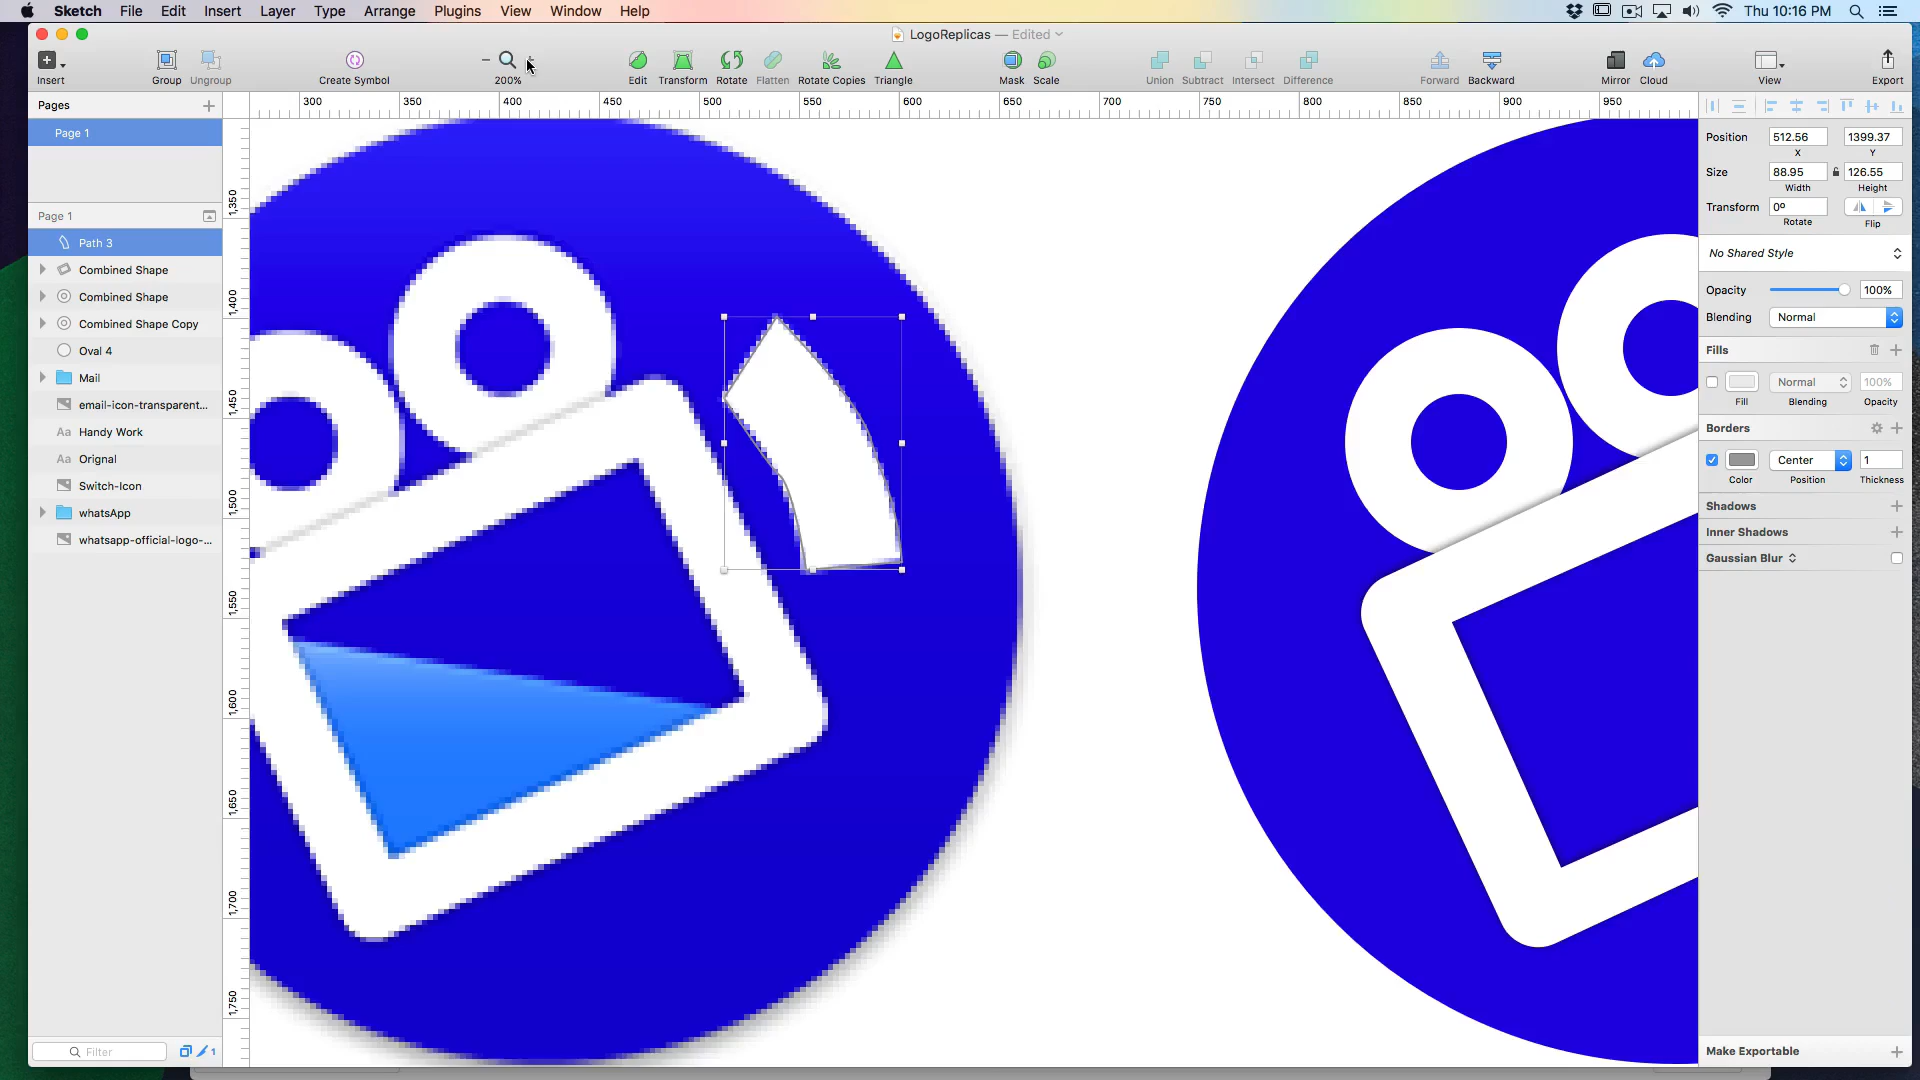 Sketch File Edit Insert Layer Type Arrange Plugins View Window Help Thu 10:16 PM
LogoReplicas — Edited
Insert Group Ungroup Create Symbol 200% Edit Transform Rotate Flatten Rotate Copies Triangle Mask Scale Union Subtract Intersect Difference Forward Backward Mirror Cloud View Export
Pages
300 350 400 450 500 550 600 650 700 750 800 850 900 950
Page 1
Page 1
Path 3
Combined Shape
Combined Shape
Combined Shape Copy
Oval 4
Mail
email-icon-transparent...
Handy Work
Orignal
Switch-Icon
whatsApp
whatsapp-official-logo-...
Filter
1
1,350
1,400
1,450
1,500
1,550
1,600
1,650
1,700
1,750
Position 512.56 1399.37
X Y
Size 88.95 126.55
Width Height
Transform 0º
Rotate Flip
No Shared Style
Opacity 100%
Blending Normal
Fills
Normal 100%
Fill Blending Opacity
Borders
Center 1
Color Position Thickness
Shadows
Inner Shadows
Gaussian Blur
Make Exportable